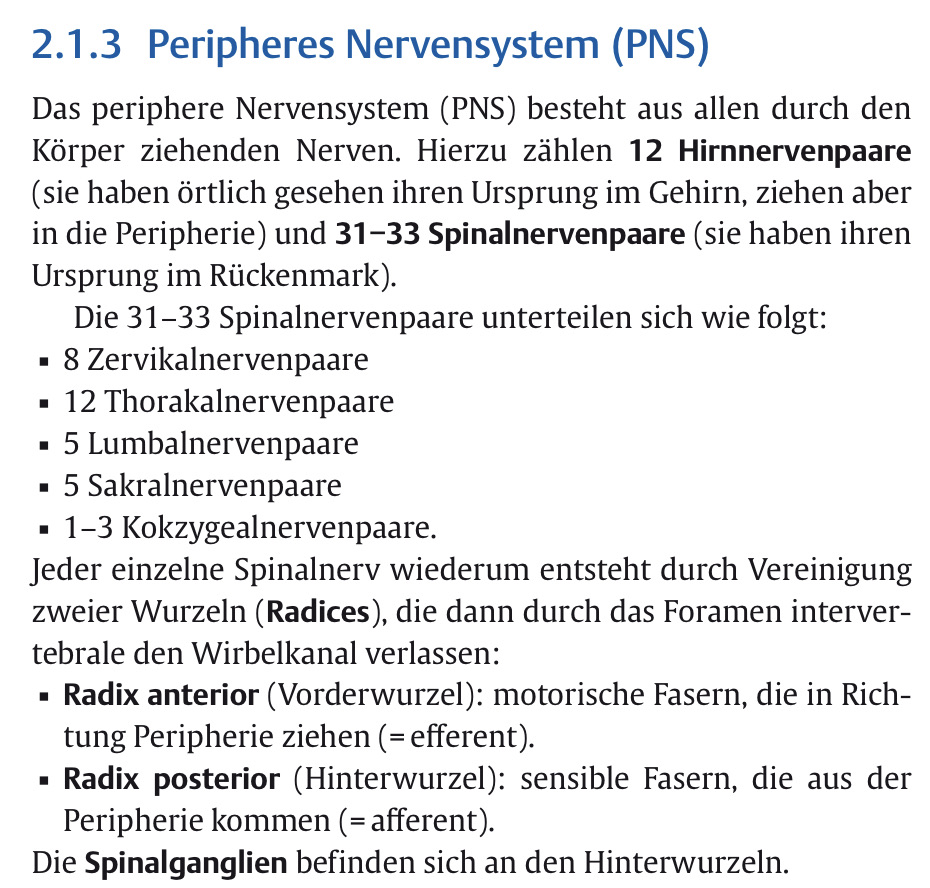 2.1.3 Peripheres Nervensystem (PNS)
Das periphere Nervensystem (PNS) besteht aus allen durch den
Körper ziehenden Nerven. Hierzu zählen 12 Hirnnervenpaare
(sie haben örtlich gesehen ihren Ursprung im Gehirn, ziehen aber
in die Peripherie) und 31–33 Spinalnervenpaare (sie haben ihren
Ursprung im Rückenmark).
Die 31–33 Spinalnervenpaare unterteilen sich wie folgt:
▪ 8 Zervikalnervenpaare
▪ 12 Thorakalnervenpaare
▪ 5 Lumbalnervenpaare
▪ 5 Sakralnervenpaare
▪ 1–3 Kokzygealnervenpaare.
Jeder einzelne Spinalnerv wiederum entsteht durch Vereinigung
zweier Wurzeln (Radices), die dann durch das Foramen interver-
tebrale den Wirbelkanal verlassen:
▪ Radix anterior (Vorderwurzel): motorische Fasern, die in Rich-
tung Peripherie ziehen (= efferent).
▪ Radix posterior (Hinterwurzel): sensible Fasern, die aus der
Peripherie kommen (= afferent).
Die Spinalganglien befinden sich an den Hinterwurzeln.